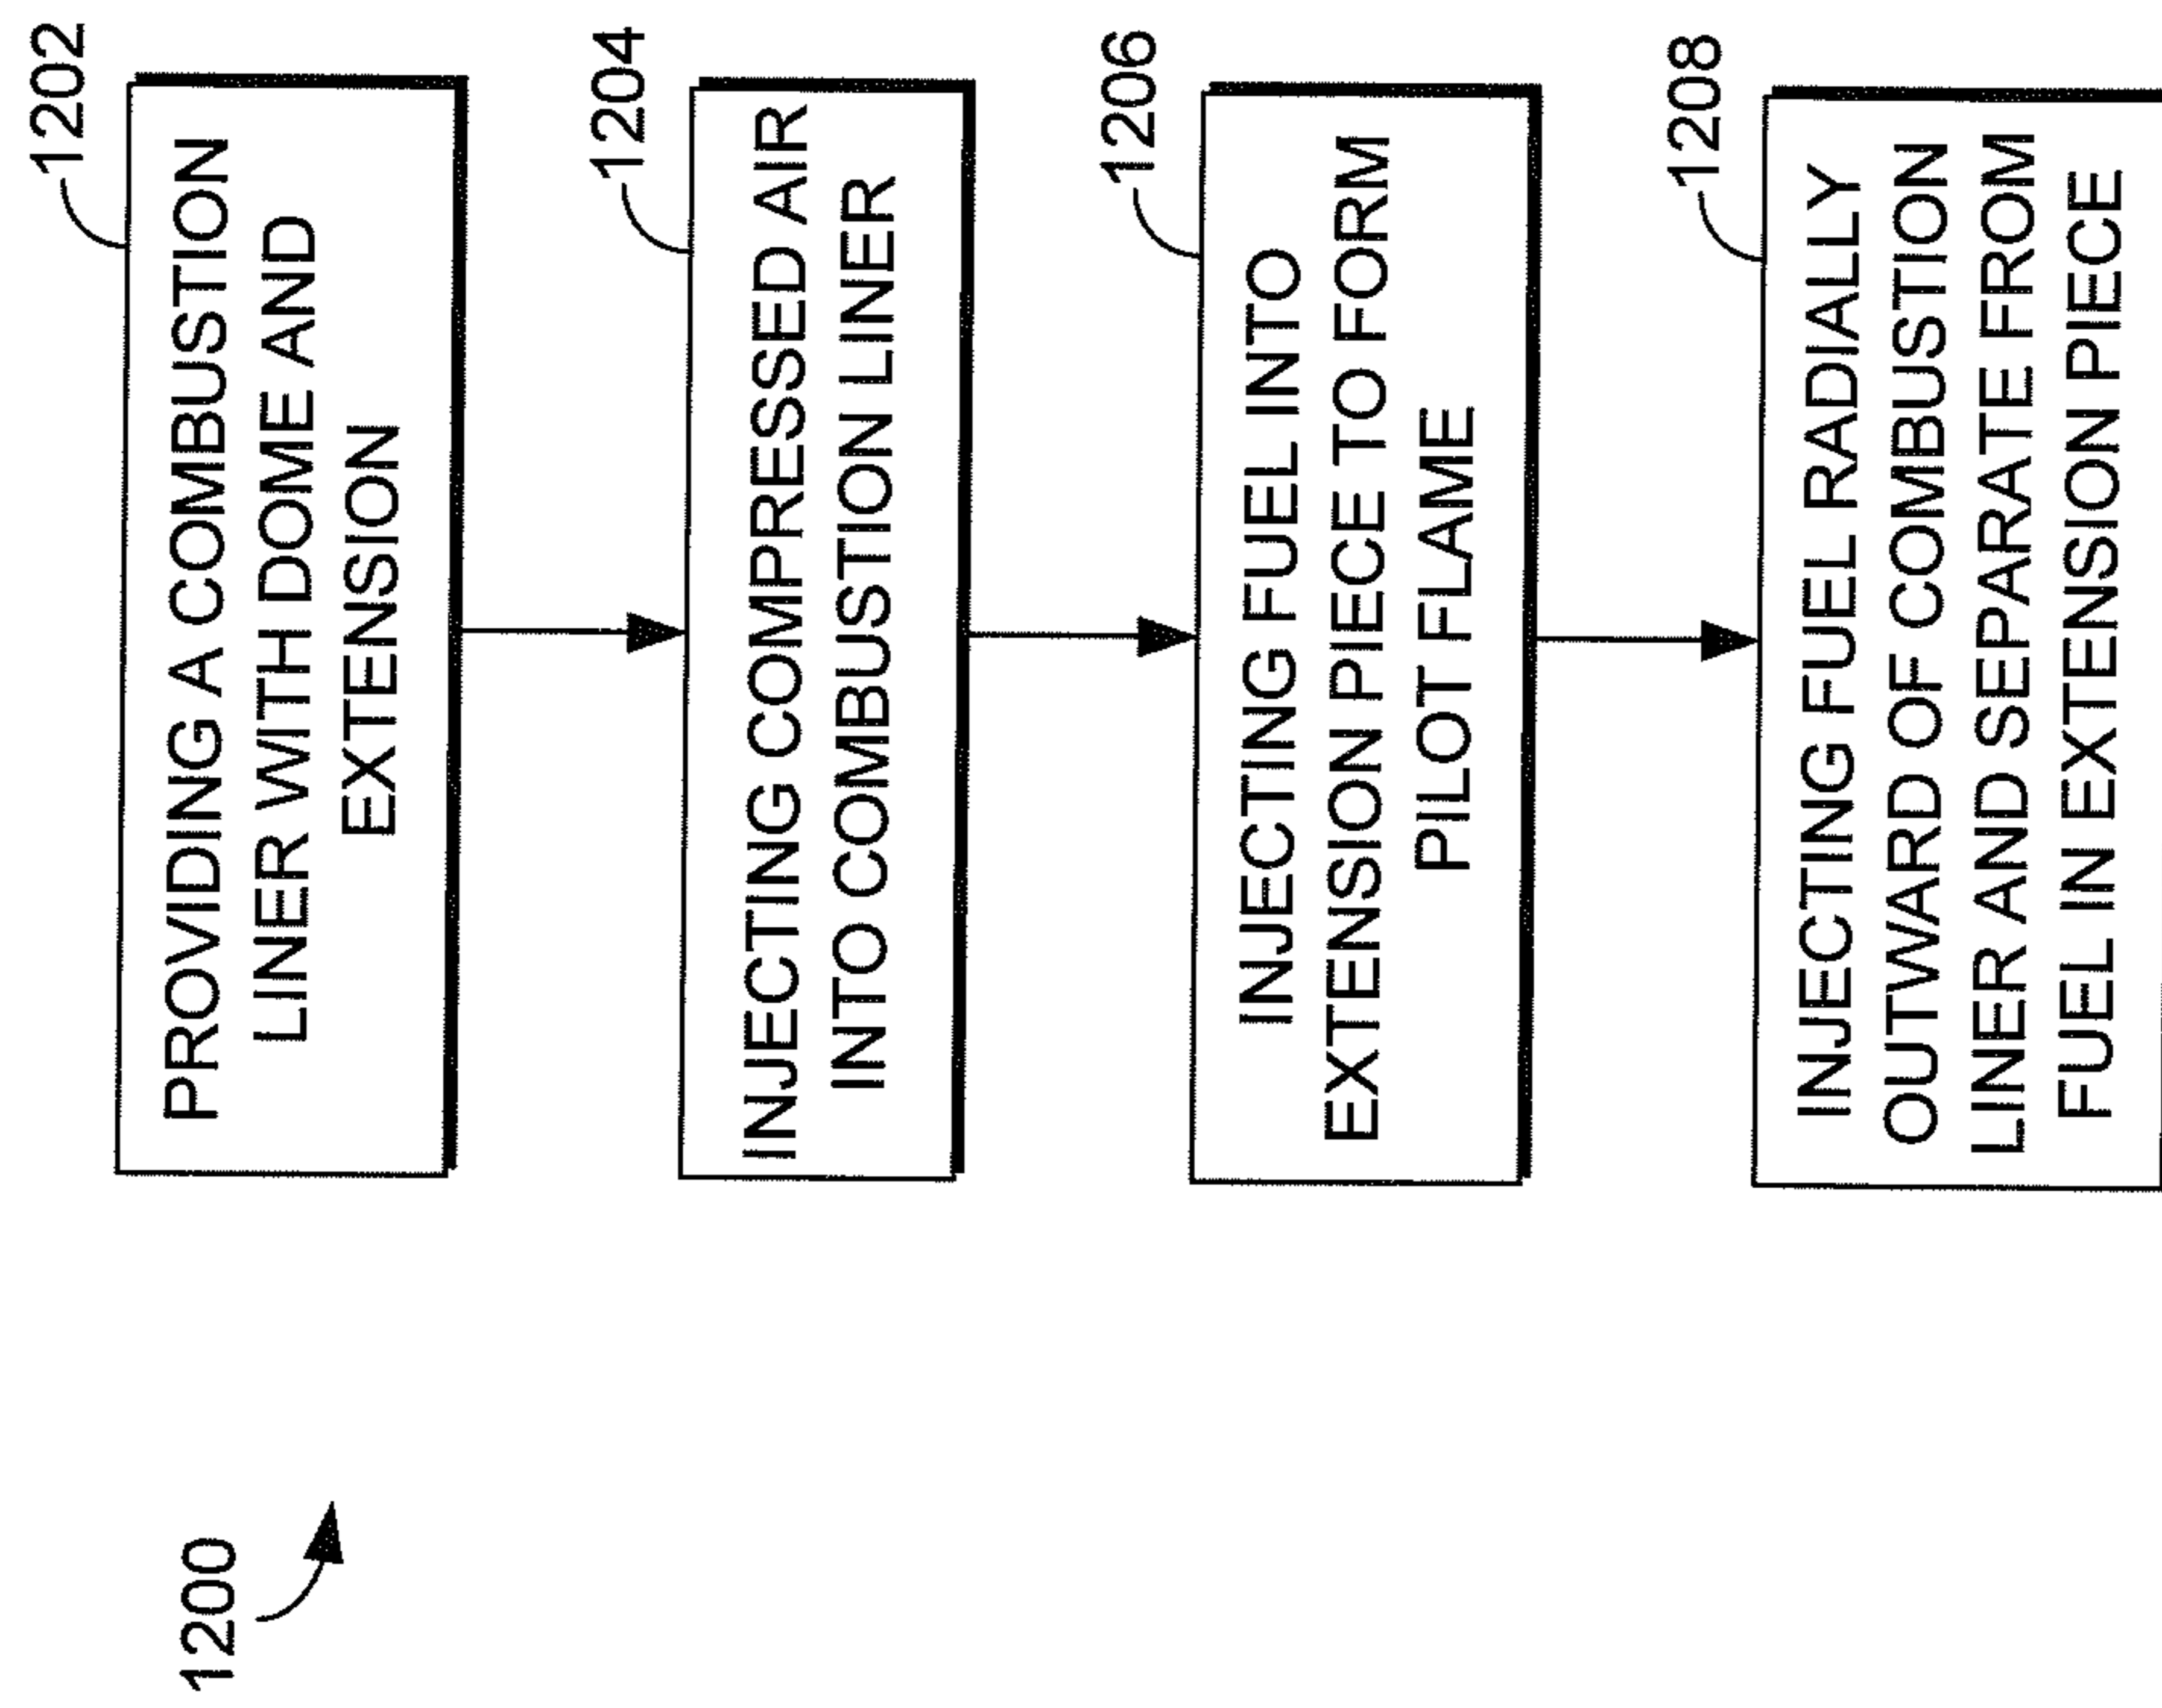 1200
1202
PROVIDING A COMBUSTION
LINER WITH DOME AND
EXTENSION
1204
INJECTING COMPRESSED AIR
INTO COMBUSTION LINER
1206
INJECTING FUEL INTO
EXTENSION PIECE TO FORM
PILOT FLAME
1208
INJECTING FUEL RADIALLY
OUTWARD OF COMBUSTION
LINER AND SEPARATE FROM
FUEL IN EXTENSION PIECE